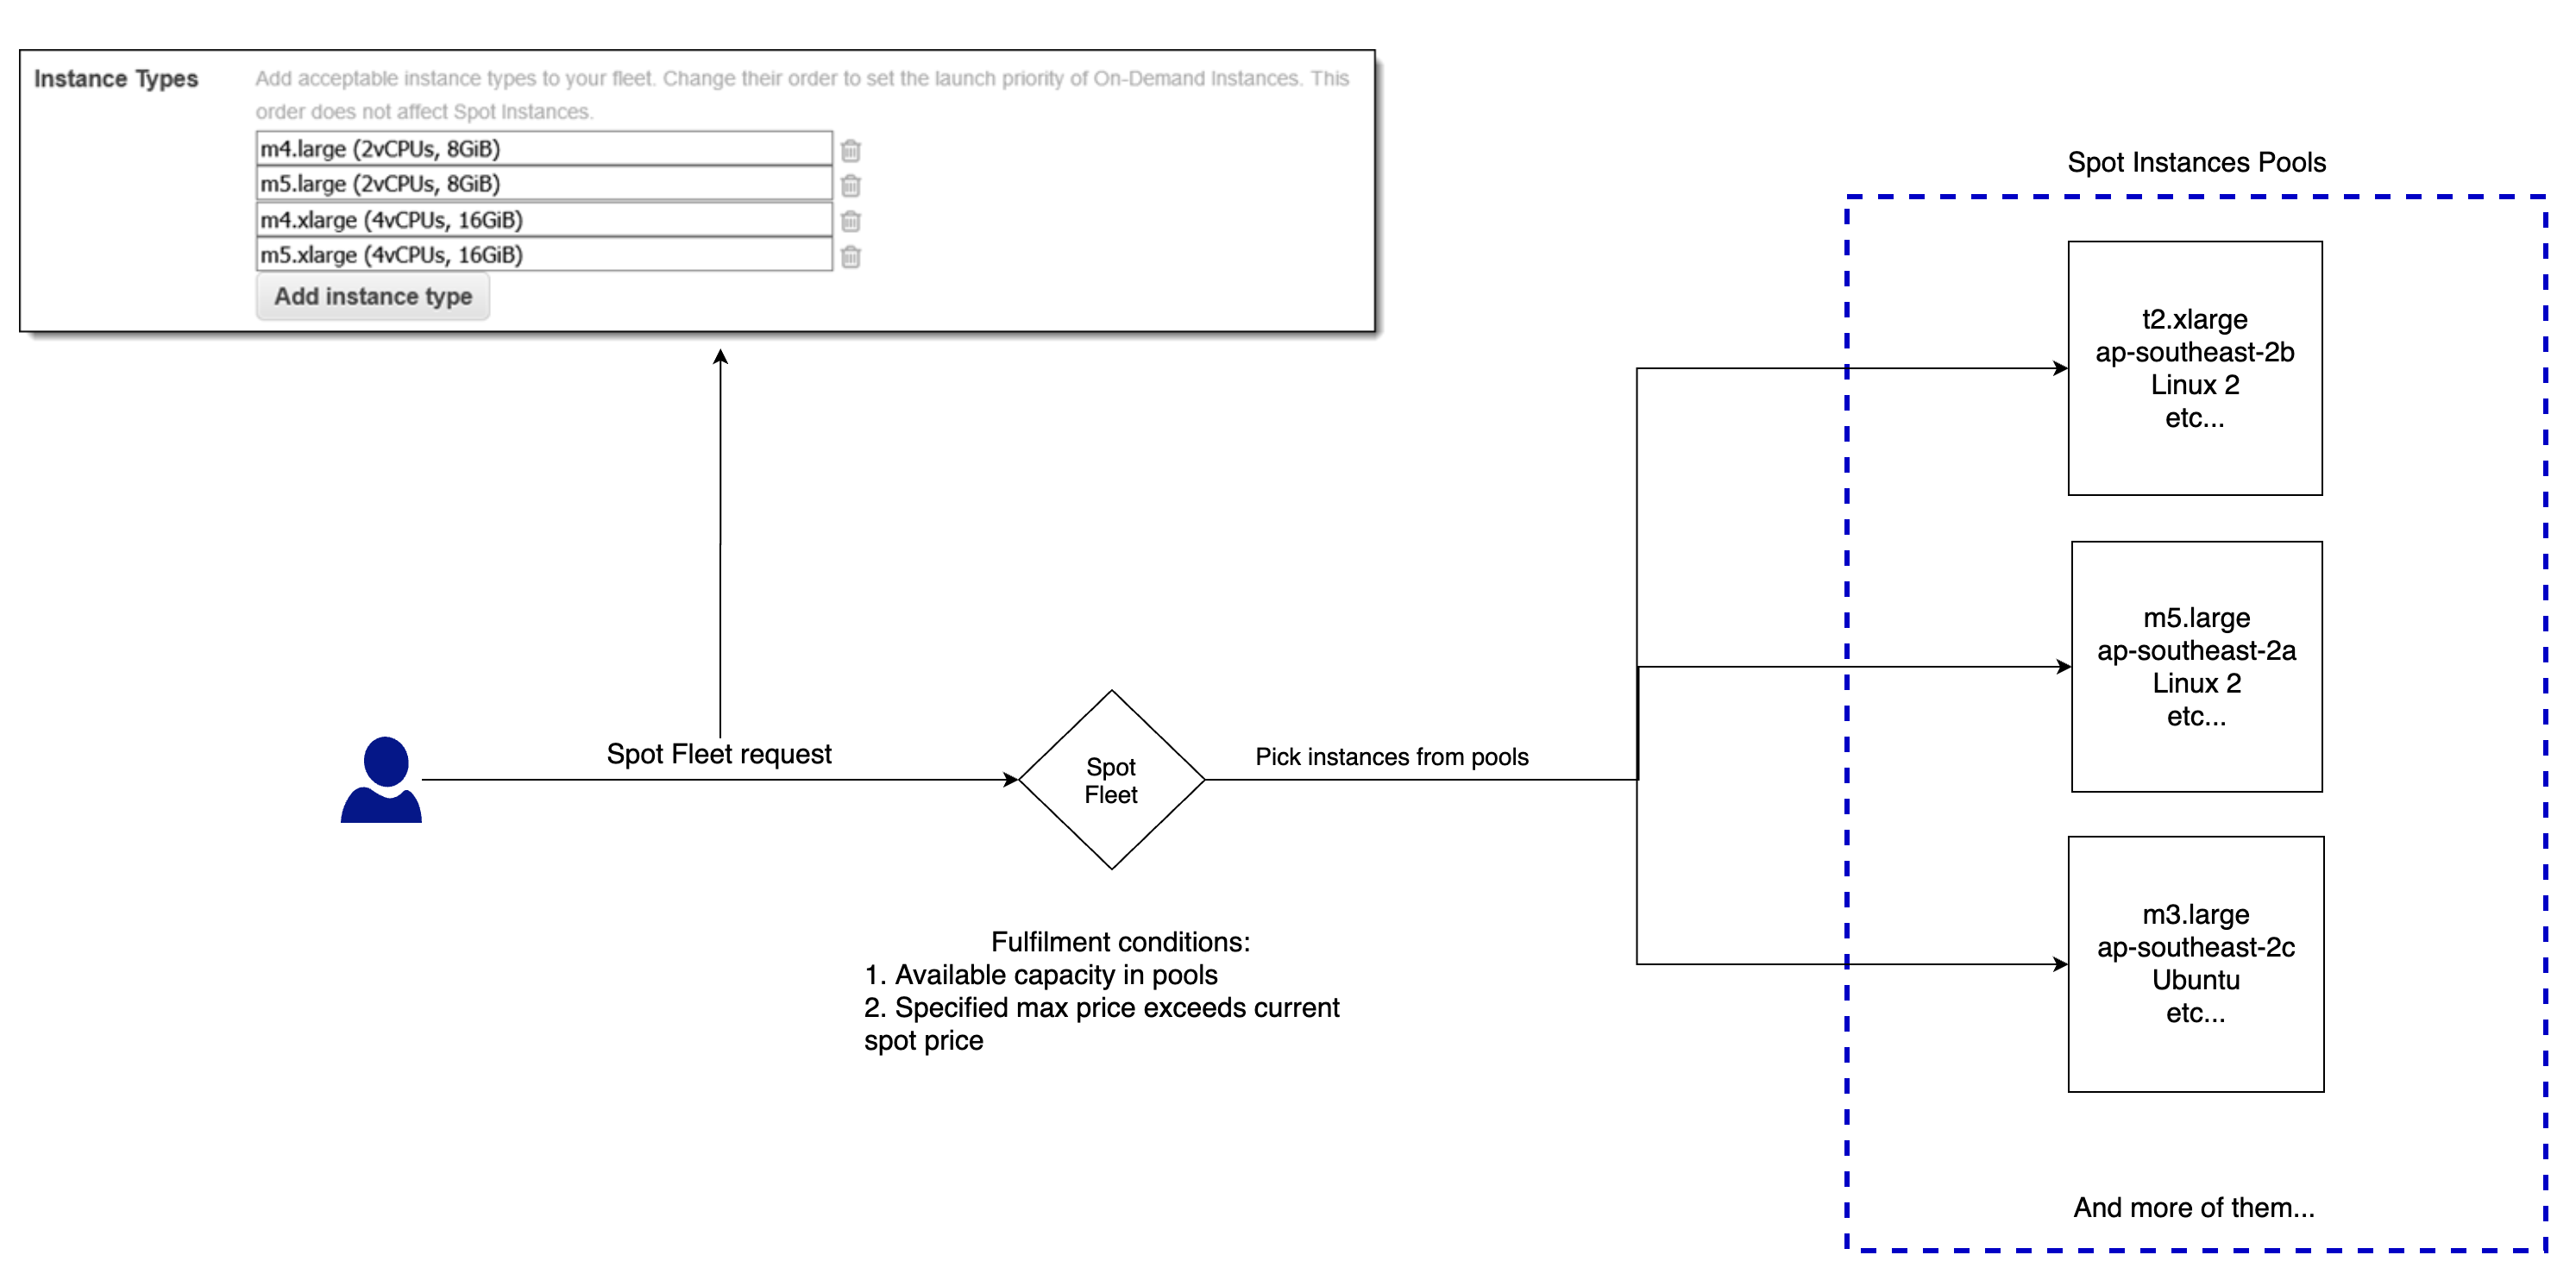 Instance Types
Add acceptable instance types to your fleet. Change their order to set the launch priority of On-Demand Instances. This
order does not affect Spot Instances.
m4.large (2vCPUs, 8GiB)
m5.large (2vCPUs, 8GiB)
m4.xlarge (4vCPUs, 16GiB)
m5.xlarge (4vCPUs, 16GiB)
Add instance type
Spot Fleet request
Spot
Fleet
Fulfilment conditions:
1. Available capacity in pools
2. Specified max price exceeds current
spot price
Pick instances from pools
Spot Instances Pools
t2.xlarge
ap-southeast-2b
Linux 2
etc...
m5.large
ap-southeast-2a
Linux 2
etc...
m3.large
ap-southeast-2c
Ubuntu
etc...
And more of them...